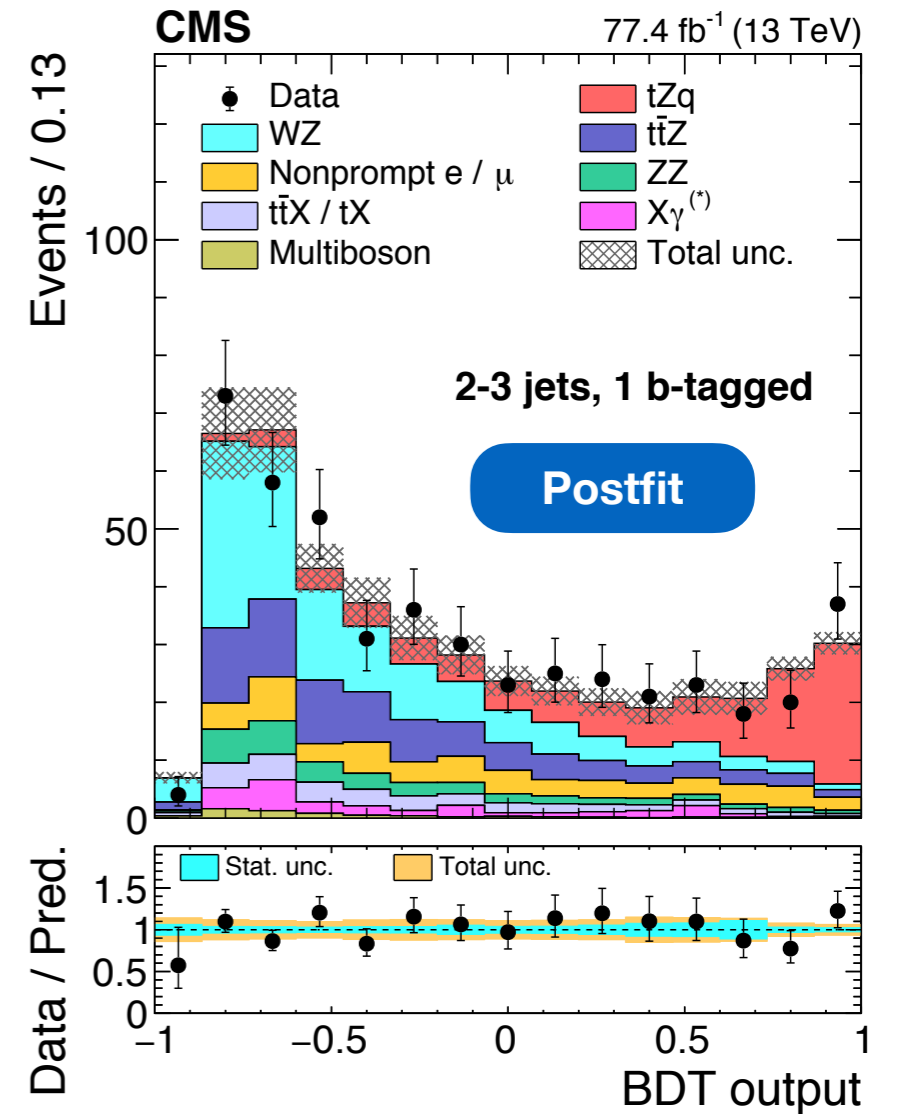 CMS 77.4 fb⁻¹ (13 TeV)
Events / 0.13
Data
WZ
Nonprompt e / μ
tt̄X / tX
Multiboson
tZq
tt̄Z
ZZ
Xγ⁽*⁾
Total unc.
100
50
0
2-3 jets, 1 b-tagged
Postfit
Data / Pred.
Stat. unc. Total unc.
1.5
1
0.5
0
−1 −0.5 0 0.5 1
BDT output